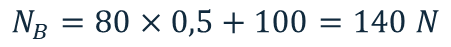 N_B = 80 × 0,5 + 100 = 140 N